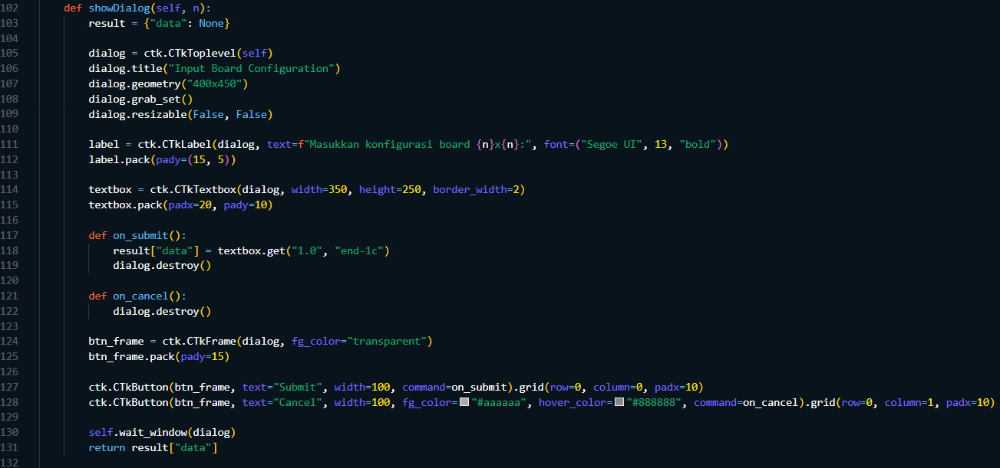 102 def showDialog(self, n):
103 result = {"data": None}
104
105 dialog = ctk.CTkToplevel(self)
106 dialog.title("Input Board Configuration")
107 dialog.geometry("400x450")
108 dialog.grab_set()
109 dialog.resizable(False, False)
110
111 label = ctk.CTkLabel(dialog, text=f"Masukkan konfigurasi board {n}x{n}:", font=("Segoe UI", 13, "bold"))
112 label.pack(pady=(15, 5))
113
114 textbox = ctk.CTkTextbox(dialog, width=350, height=250, border_width=2)
115 textbox.pack(padx=20, pady=10)
116
117 def on_submit():
118 result["data"] = textbox.get("1.0", "end-1c")
119 dialog.destroy()
120
121 def on_cancel():
122 dialog.destroy()
123
124 btn_frame = ctk.CTkFrame(dialog, fg_color="transparent")
125 btn_frame.pack(pady=15)
126
127 ctk.CTkButton(btn_frame, text="Submit", width=100, command=on_submit).grid(row=0, column=0, padx=10)
128 ctk.CTkButton(btn_frame, text="Cancel", width=100, fg_color="#aaaaaa", hover_color="#888888", command=on_cancel).grid(row=0, column=1, padx=10)
129
130 self.wait_window(dialog)
131 return result["data"]
132